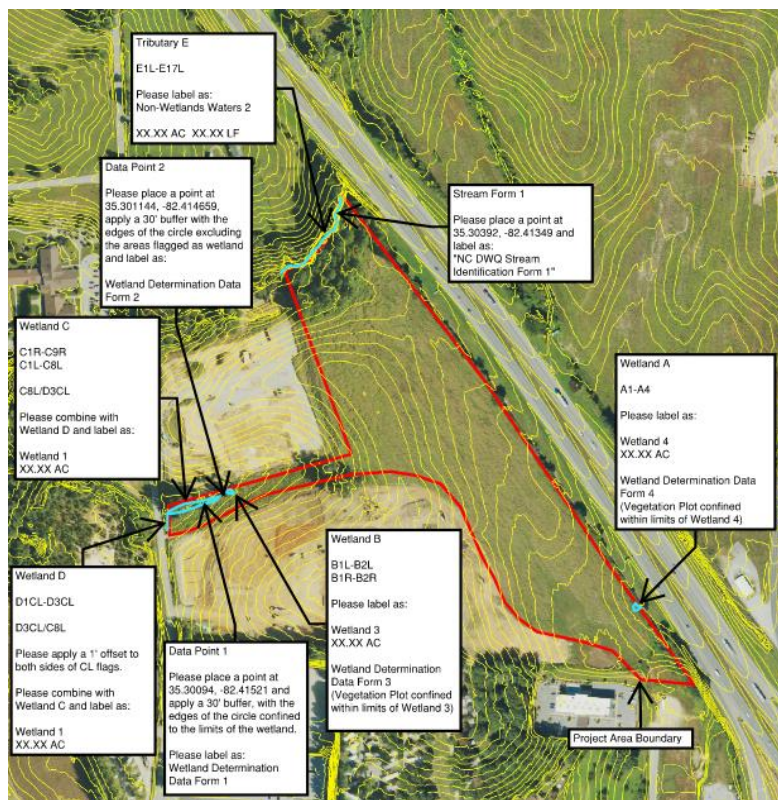 Tributary E
E1L-E17L
Please label as:
Non-Wetlands Waters 2
XX.XX AC  XX.XX LF
Data Point 2
Please place a point at
35.301144, -82.414659,
apply a 30' buffer with the
edges of the circle excluding
the areas flagged as wetland
and label as:
Wetland Determination Data
Form 2
Stream Form 1
Please place a point at
35.30392, -82.41349 and
label as:
"NC DWQ Stream
Identification Form 1"
Wetland C
C1R-C9R
C1L-C8L
C8L/D3CL
Please combine with
Wetland D and label as:
Wetland 1
XX.XX AC
Wetland A
A1-A4
Please label as:
Wetland 4
XX.XX AC
Wetland Determination Data
Form 4
(Vegetation Plot confined
within limits of Wetland 4)
Wetland D
D1CL-D3CL
D3CL/C8L
Please apply a 1' offset to
both sides of CL flags.
Please combine with
Wetland C and label as:
Wetland 1
XX.XX AC
Data Point 1
Please place a point at
35.30094, -82.41521 and
apply a 30' buffer, with the
edges of the circle confined
to the limits of the wetland.
Please label as:
Wetland Determination
Data Form 1
Wetland B
B1L-B2L
B1R-B2R
Please label as:
Wetland 3
XX.XX AC
Wetland Determination
Data Form 3
(Vegetation Plot confined
within limits of Wetland 3)
Project Area Boundary